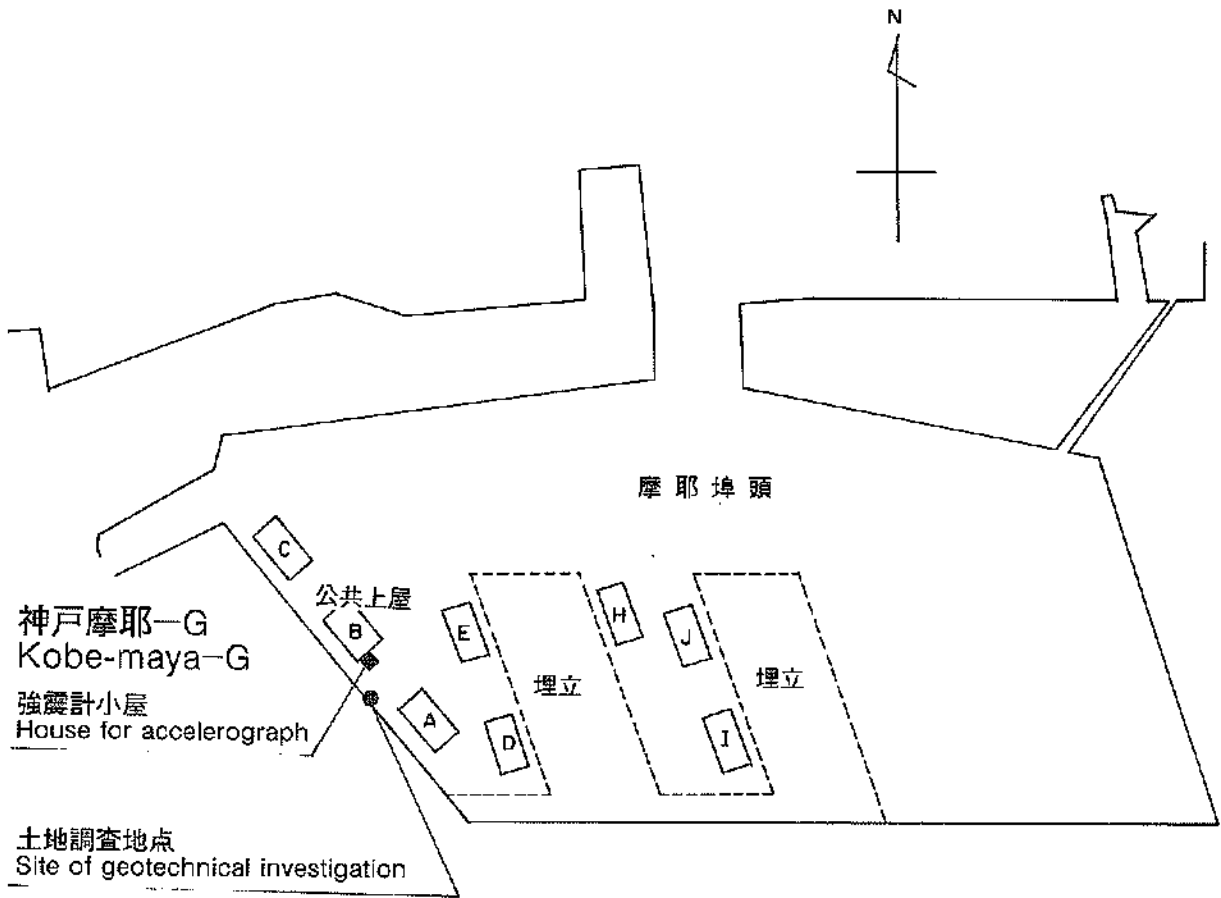 N
摩耶埠頭
C
公共上屋
B
E
H
J
神戸摩耶—G
Kobe-maya—G
埋立
埋立
強震計小屋
House for accelerograph
A
D
I
土地調査地点
Site of geotechnical investigation